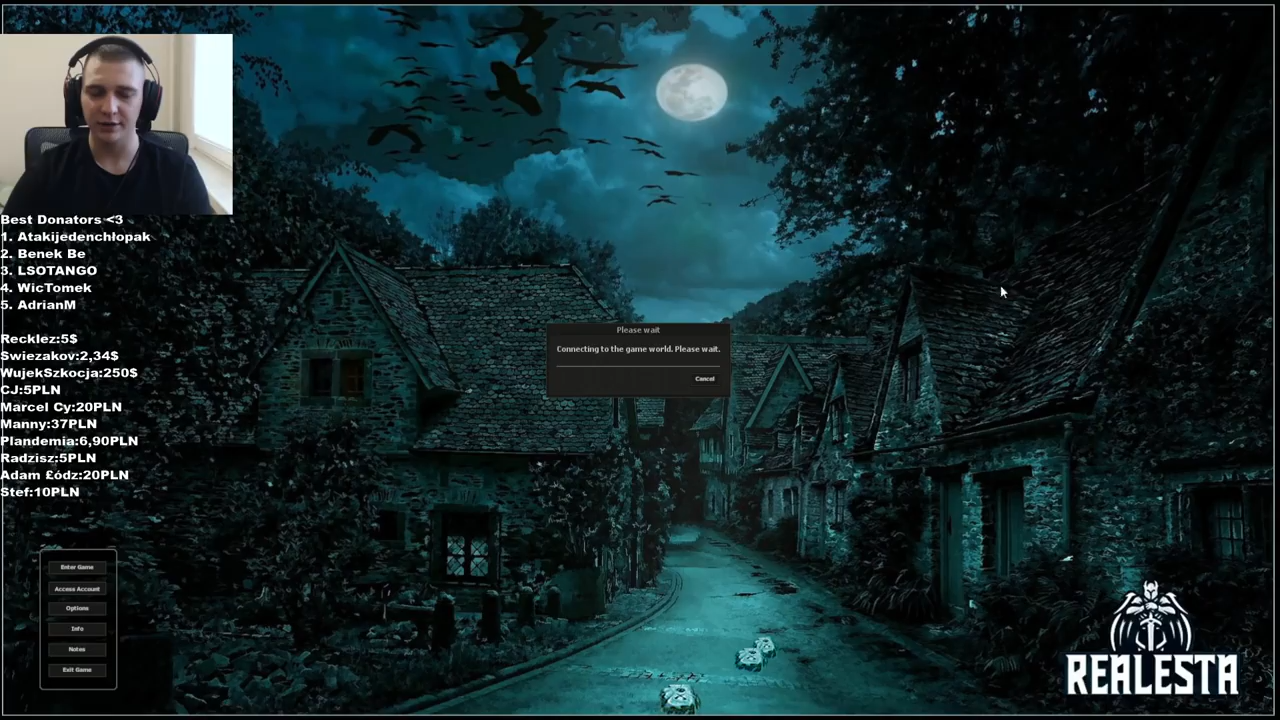 Best Donators <3
1. Atakijedenchłopak
2. Benek Be
3. LSOTANGO
4. WicTomek
5. AdrianM
Recklez:5$
Swiezakov:2,34$
WujekSzkocja:250$
CJ:5PLN
Marcel Cy:20PLN
Manny:37PLN
Plandemia:6,90PLN
Radzisz:5PLN
Adam £ódz:20PLN
Stef:10PLN
Please wait
Connecting to the game world. Please wait.
Cancel
Enter Game
Access Account
Options
Info
Notes
Exit Game
REALESTA